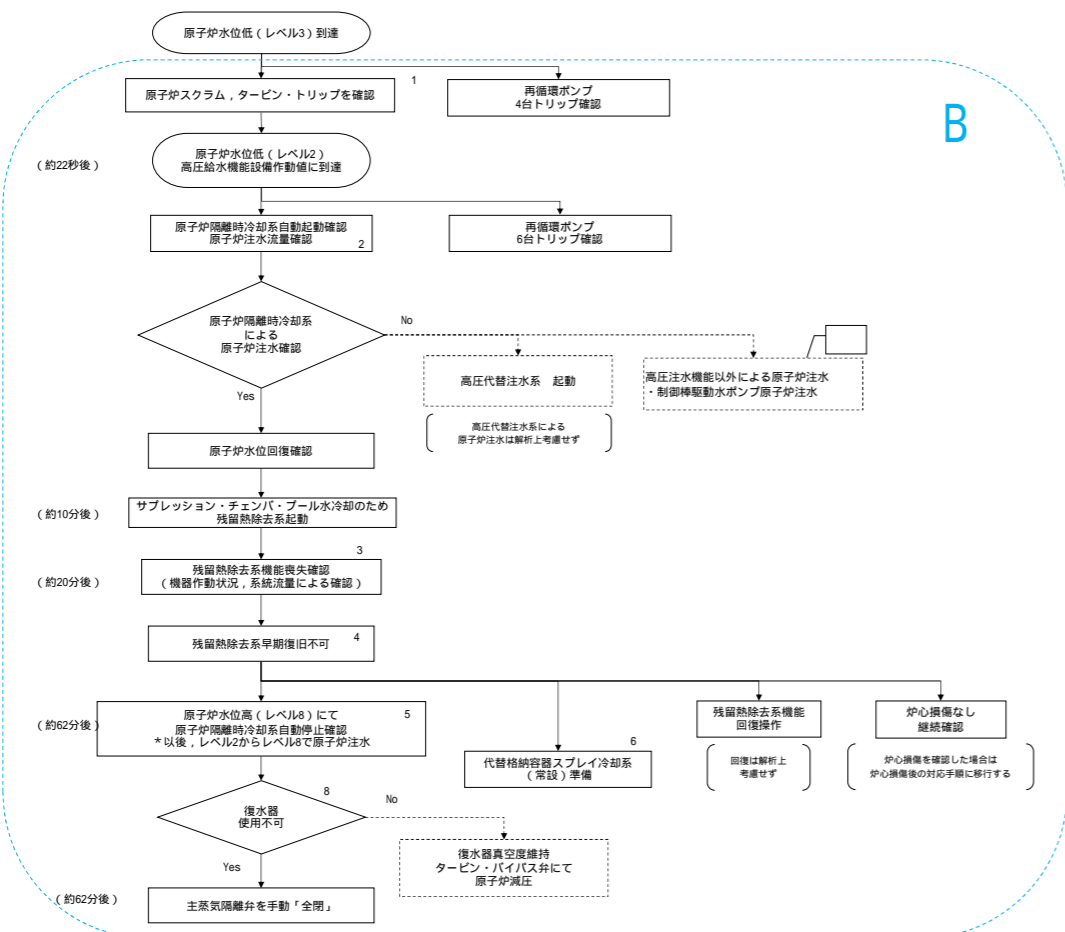 原子炉水位低(レベル3)到達
1
原子炉スクラム,タービン・トリップを確認
再循環ポンプ
4台トリップ確認
B
(約22秒後)
原子炉水位低(レベル2)
高圧給水機能設備作動値に到達
原子炉隔離時冷却系自動起動確認
原子炉注水流量確認
2
再循環ポンプ
6台トリップ確認
原子炉隔離時冷却系
による
原子炉注水確認
No
Yes
高圧代替注水系 起動
高圧代替注水系による
原子炉注水は解析上考慮せず
高圧注水機能以外による原子炉注水
・制御棒駆動水ポンプ原子炉注水
原子炉水位回復確認
(約10分後)
サプレッション・チェンバ・プール水冷却のため
残留熱除去系起動
3
(約20分後)
残留熱除去系機能喪失確認
(機器作動状況,系統流量による確認)
残留熱除去系早期復旧不可
4
(約62分後)
原子炉水位高(レベル8)にて
原子炉隔離時冷却系自動停止確認
*以後,レベル2からレベル8で原子炉注水
5
6
代替格納容器スプレイ冷却系
(常設)準備
残留熱除去系機能
回復操作
回復は解析上
考慮せず
炉心損傷なし
継続確認
炉心損傷を確認した場合は
炉心損傷後の対応手順に移行する
8
復水器
使用不可
No
Yes
復水器真空度維持
タービン・バイパス弁にて
原子炉減圧
(約62分後)
主蒸気隔離弁を手動「全閉」